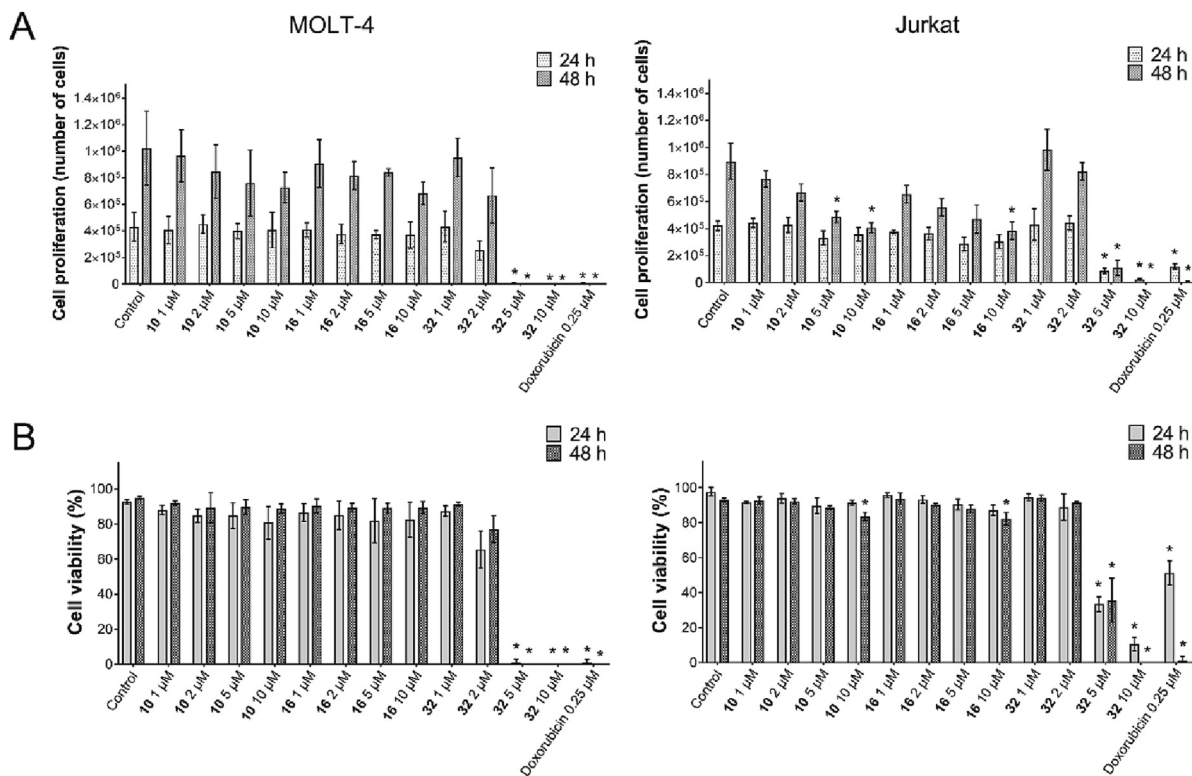 A
MOLT-4
24 h
48 h
Cell proliferation (number of cells)
1.4×10⁶
1.2×10⁶
1×10⁶
8×10⁵
6×10⁵
4×10⁵
2×10⁵
0
* * * * * *
Control
10 1 µM
10 2 µM
10 5 µM
10 10 µM
16 1 µM
16 2 µM
16 5 µM
16 10 µM
32 1 µM
32 2 µM
32 5 µM
32 10 µM
Doxorubicin 0.25 µM
Jurkat
24 h
48 h
Cell proliferation (number of cells)
1.4×10⁶
1.2×10⁶
1×10⁶
8×10⁵
6×10⁵
4×10⁵
2×10⁵
0
* * * * * * * * *
Control
10 1 µM
10 2 µM
10 5 µM
10 10 µM
16 1 µM
16 2 µM
16 5 µM
16 10 µM
32 1 µM
32 2 µM
32 5 µM
32 10 µM
Doxorubicin 0.25 µM
B
24 h
48 h
Cell viability (%)
100
80
60
40
20
0
* * * * * *
Control
10 1 µM
10 2 µM
10 5 µM
10 10 µM
16 1 µM
16 2 µM
16 5 µM
16 10 µM
32 1 µM
32 2 µM
32 5 µM
32 10 µM
Doxorubicin 0.25 µM
24 h
48 h
Cell viability (%)
100
80
60
40
20
0
* * * * * * * *
Control
10 1 µM
10 2 µM
10 5 µM
10 10 µM
16 1 µM
16 2 µM
16 5 µM
16 10 µM
32 1 µM
32 2 µM
32 5 µM
32 10 µM
Doxorubicin 0.25 µM